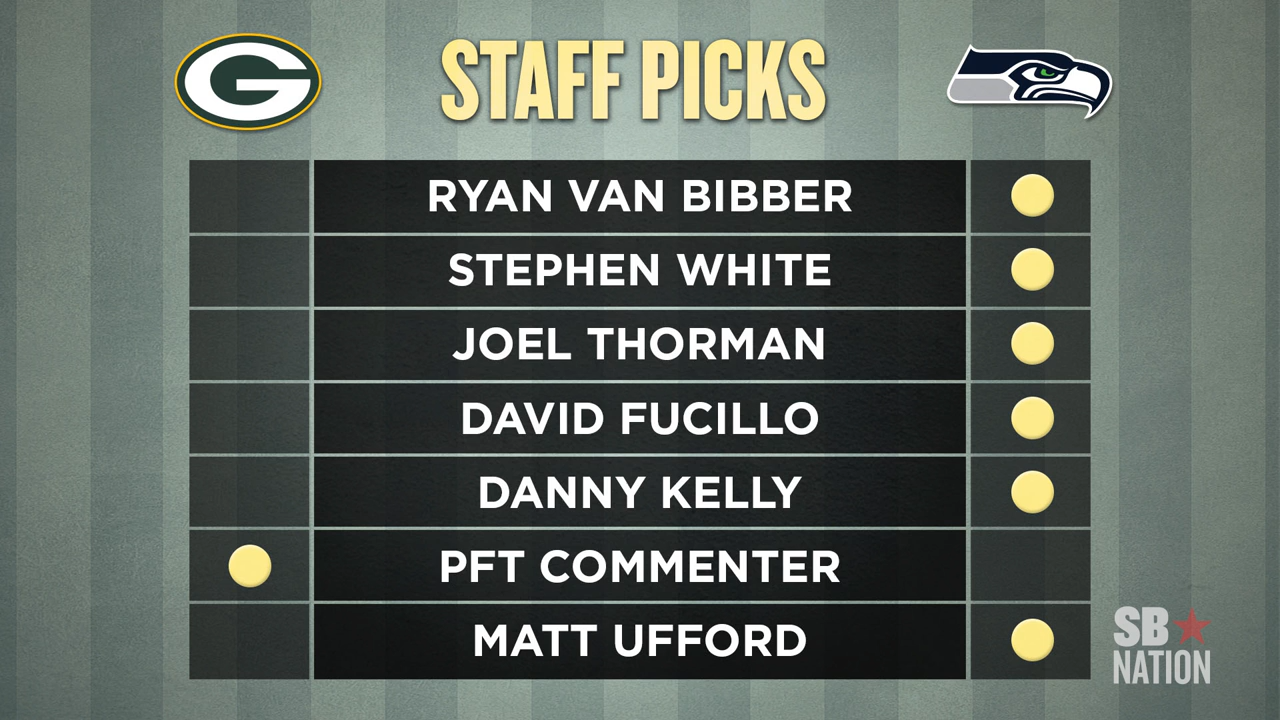 G
STAFF PICKS
RYAN VAN BIBBER
STEPHEN WHITE
JOEL THORMAN
DAVID FUCILLO
DANNY KELLY
PFT COMMENTER
MATT UFFORD
SB
NATION